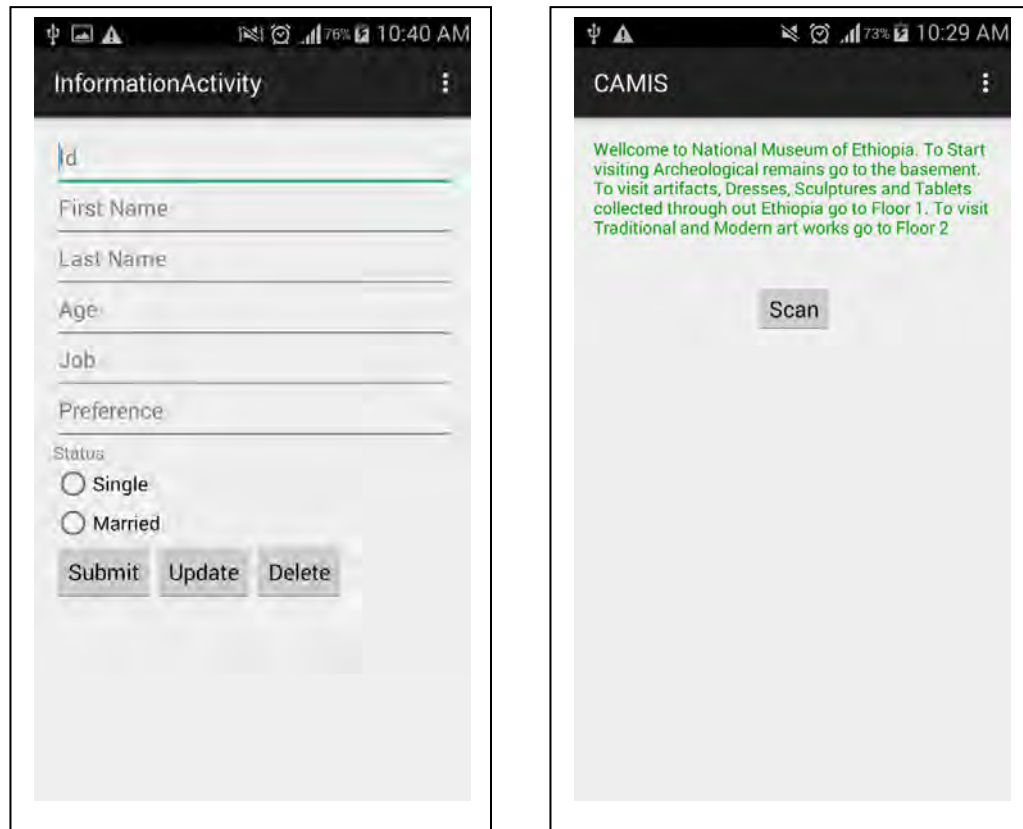 76% 10:40 AM
InformationActivity
Id
First Name
Last Name
Age
Job
Preference
Status
Single
Married
Submit Update Delete
73% 10:29 AM
CAMIS
Wellcome to National Museum of Ethiopia. To Start
visiting Archeological remains go to the basement.
To visit artifacts, Dresses, Sculptures and Tablets
collected through out Ethiopia go to Floor 1. To visit
Traditional and Modern art works go to Floor 2
Scan